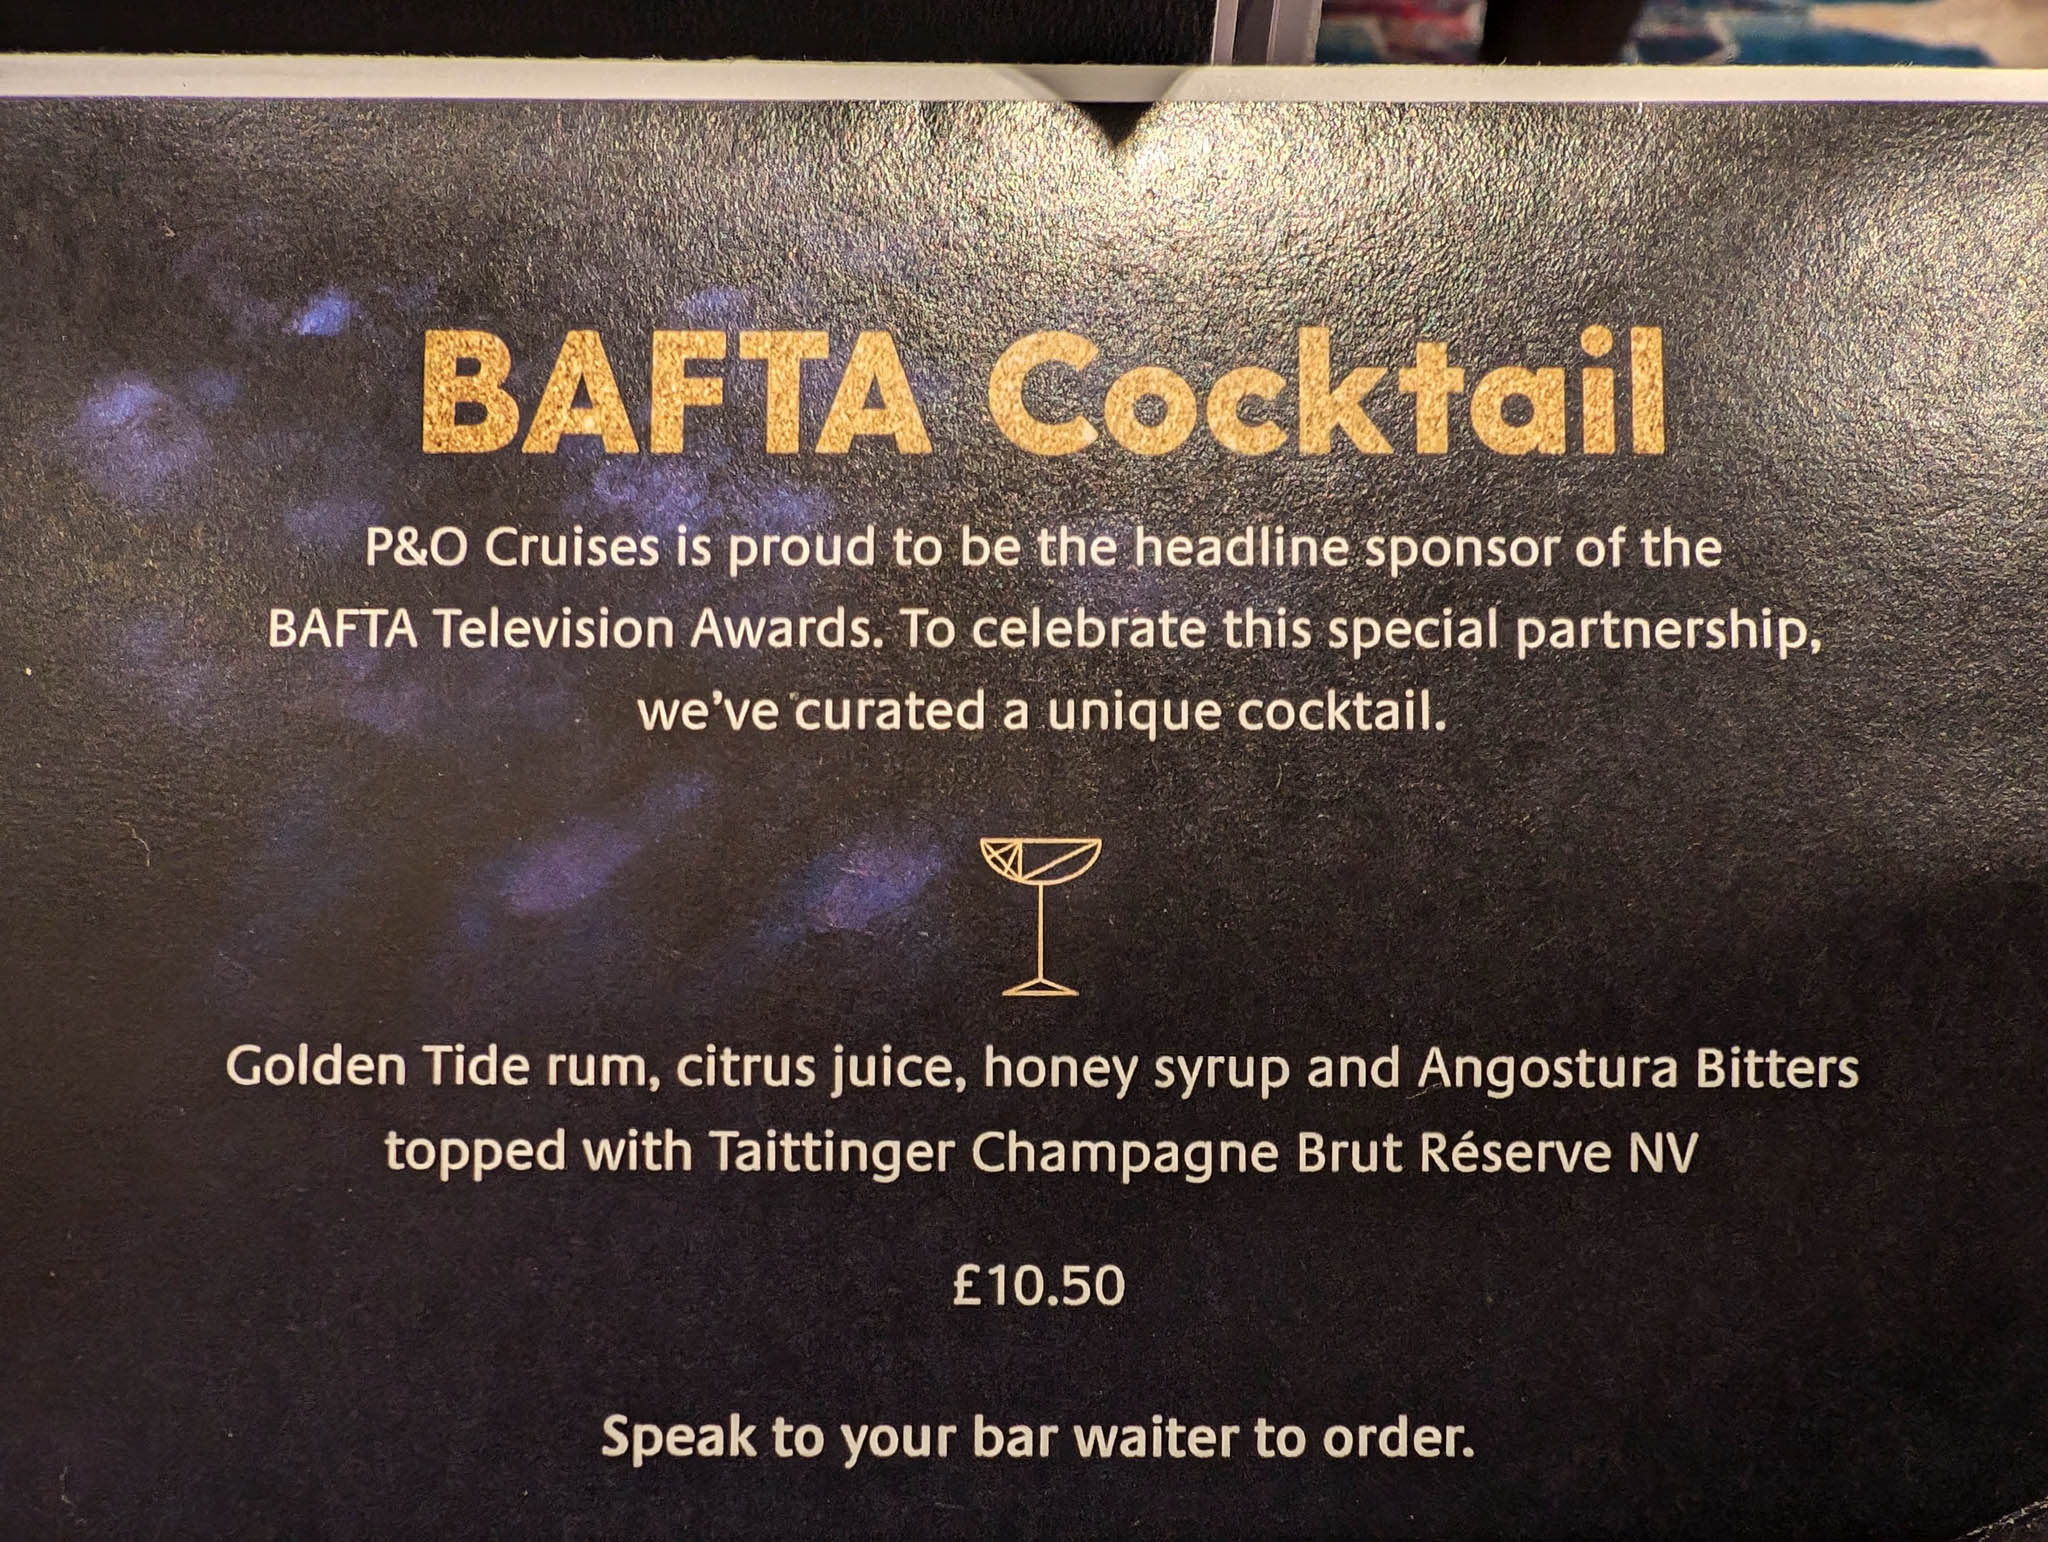 BAFTA Cocktail
P&O Cruises is proud to be the headline sponsor of the
BAFTA Television Awards. To celebrate this special partnership,
we've curated a unique cocktail.
Golden Tide rum, citrus juice, honey syrup and Angostura Bitters
topped with Taittinger Champagne Brut Réserve NV
£10.50
Speak to your bar waiter to order.